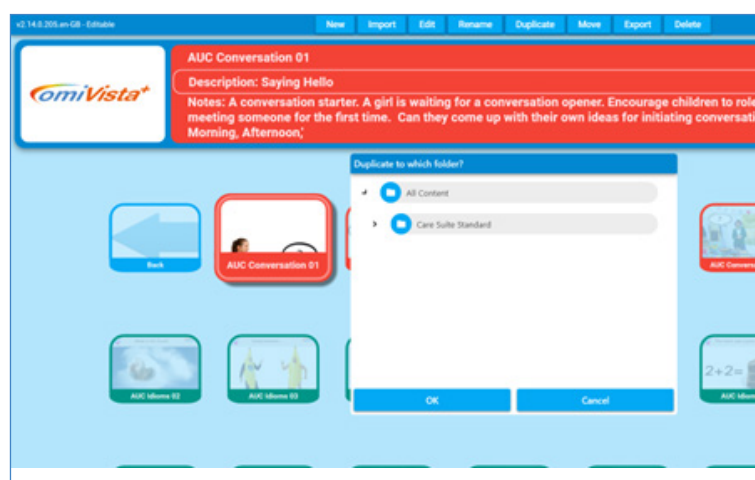 v2.14.0.205.en-GB - Editable
New Import Edit Rename Duplicate Move Export Delete
omiVista+
AUC Conversation 01
Description: Saying Hello
Notes: A conversation starter. A girl is waiting for a conversation opener. Encourage children to role
meeting someone for the first time. Can they come up with their own ideas for initiating conversati
Morning, Afternoon,'
Duplicate to which folder?
All Content
Care Suite Standard
Back
AUC Conversation 01
AUC Convers
2+2=
AUC Idioms 02
AUC Idioms 03
AUC Idiom
OK Cancel